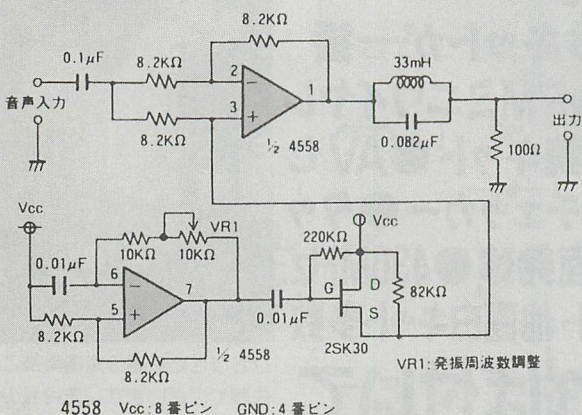 8.2KΩ
0.1μF
8.2KΩ
2
1
33mH
音声入力
3
出力
8.2KΩ
½ 4558
0.082μF
100Ω
Vcc
VR1
10KΩ
10KΩ
0.01μF
6
7
5
8.2KΩ
½ 4558
8.2KΩ
0.01μF
Vcc
220KΩ
G
D
S
82KΩ
2SK30
VR1:発振周波数調整
4558 Vcc:8番ピン GND:4番ピン